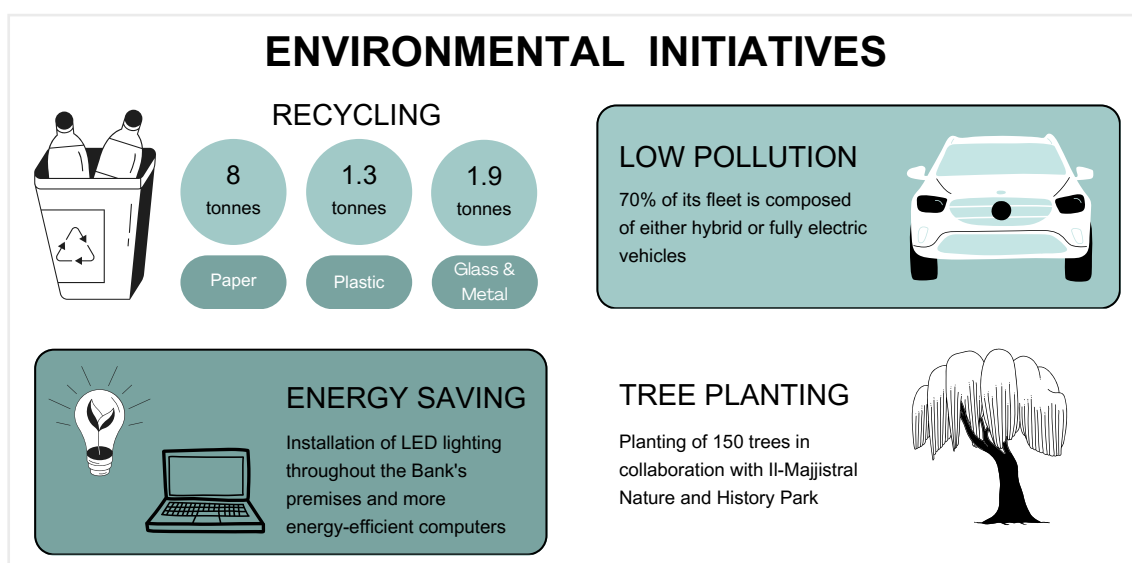 ENVIRONMENTAL INITIATIVES
RECYCLING
8
tonnes
1.3
tonnes
1.9
tonnes
Paper
Plastic
Glass &
Metal
LOW POLLUTION
70% of its fleet is composed
of either hybrid or fully electric
vehicles
ENERGY SAVING
Installation of LED lighting
throughout the Bank's
premises and more
energy-efficient computers
TREE PLANTING
Planting of 150 trees in
collaboration with Il-Majjistral
Nature and History Park